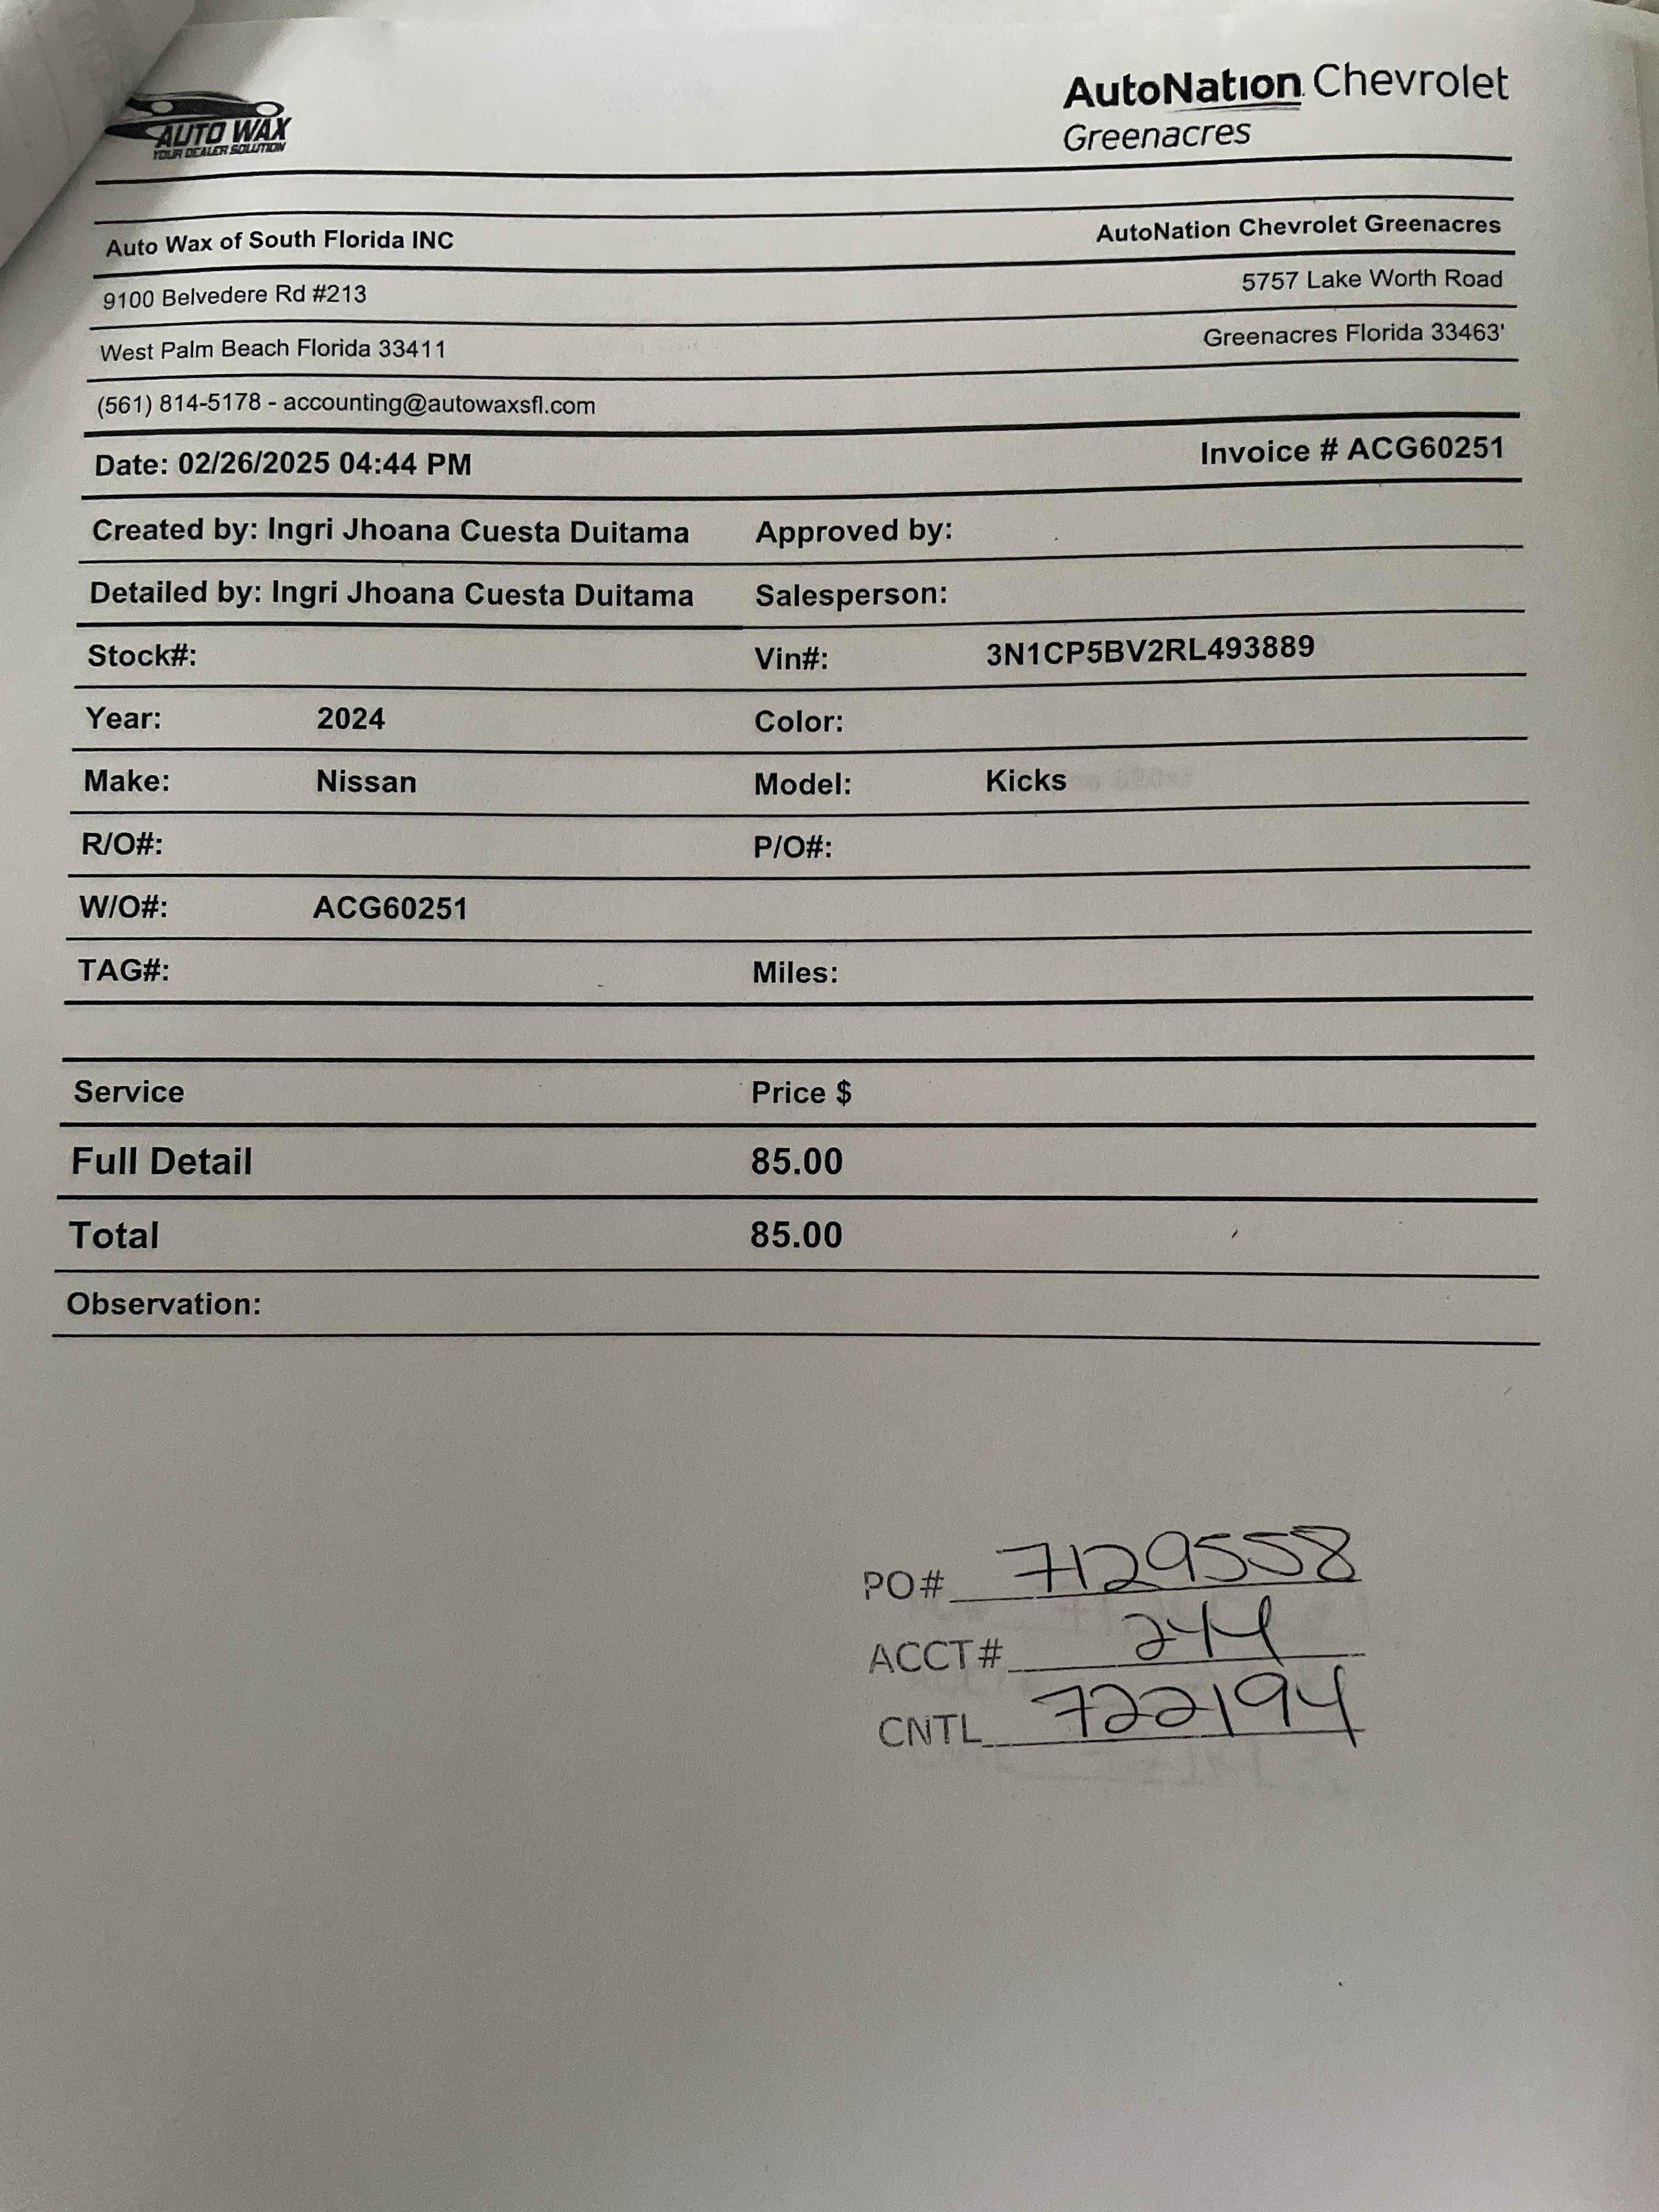 AUTO WAX
YOUR DEALER SOLUTION
AutoNation Chevrolet
Greenacres
Auto Wax of South Florida INC AutoNation Chevrolet Greenacres
9100 Belvedere Rd #213 5757 Lake Worth Road
West Palm Beach Florida 33411 Greenacres Florida 33463'
(561) 814-5178 - accounting@autowaxsfl.com
Date: 02/26/2025 04:44 PM Invoice # ACG60251
Created by: Ingri Jhoana Cuesta Duitama Approved by:
Detailed by: Ingri Jhoana Cuesta Duitama Salesperson:
Stock#: Vin#: 3N1CP5BV2RL493889
Year: 2024 Color:
Make: Nissan Model: Kicks
R/O#: P/O#:
W/O#: ACG60251
TAG#: Miles:
Service Price $
Full Detail 85.00
Total 85.00
Observation:
PO# 7129558
ACCT# 244
CNTL 722194